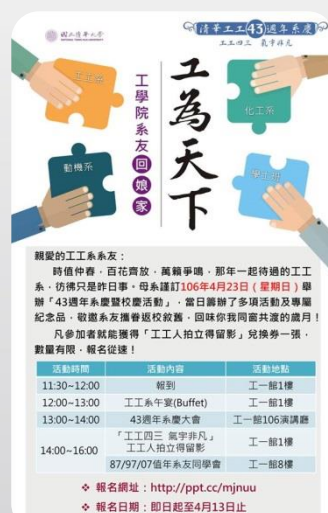 國立清華大學
清華工工43週年系慶
工工四三 氣宇非凡
工工系
化工系
動機系
工學院系友回娘家
工為天下
親愛的工工系系友：
時值仲春，百花齊放，萬籟爭鳴，那年一起待過的工工
系，彷彿只是昨日事。母系謹訂106年4月23日（星期日）舉
辦「43週年系慶暨校慶活動」，當日籌辦了多項活動及專屬
紀念品，敬邀系友攜眷返校敘舊，回味你我同窗共渡的歲月！
凡參加者就能獲得「工工人拍立得留影」兌換券一張，
數量有限，報名從速！
活動時間 活動內容 活動地點
11:30~12:00 報到 工一館1樓
12:00~13:00 工工系午宴(Buffet) 工一館1樓
13:00~14:00 43週年系慶大會 工一館106演講廳
14:00~16:00 「工工四三 氣宇非凡」 工一館1樓
工工人拍立得留影
87/97/07值年系友同學會 工一館8樓
❖ 報名網址：http://ppt.cc/mjnuu
❖ 報名日期：即日起至4月13日止